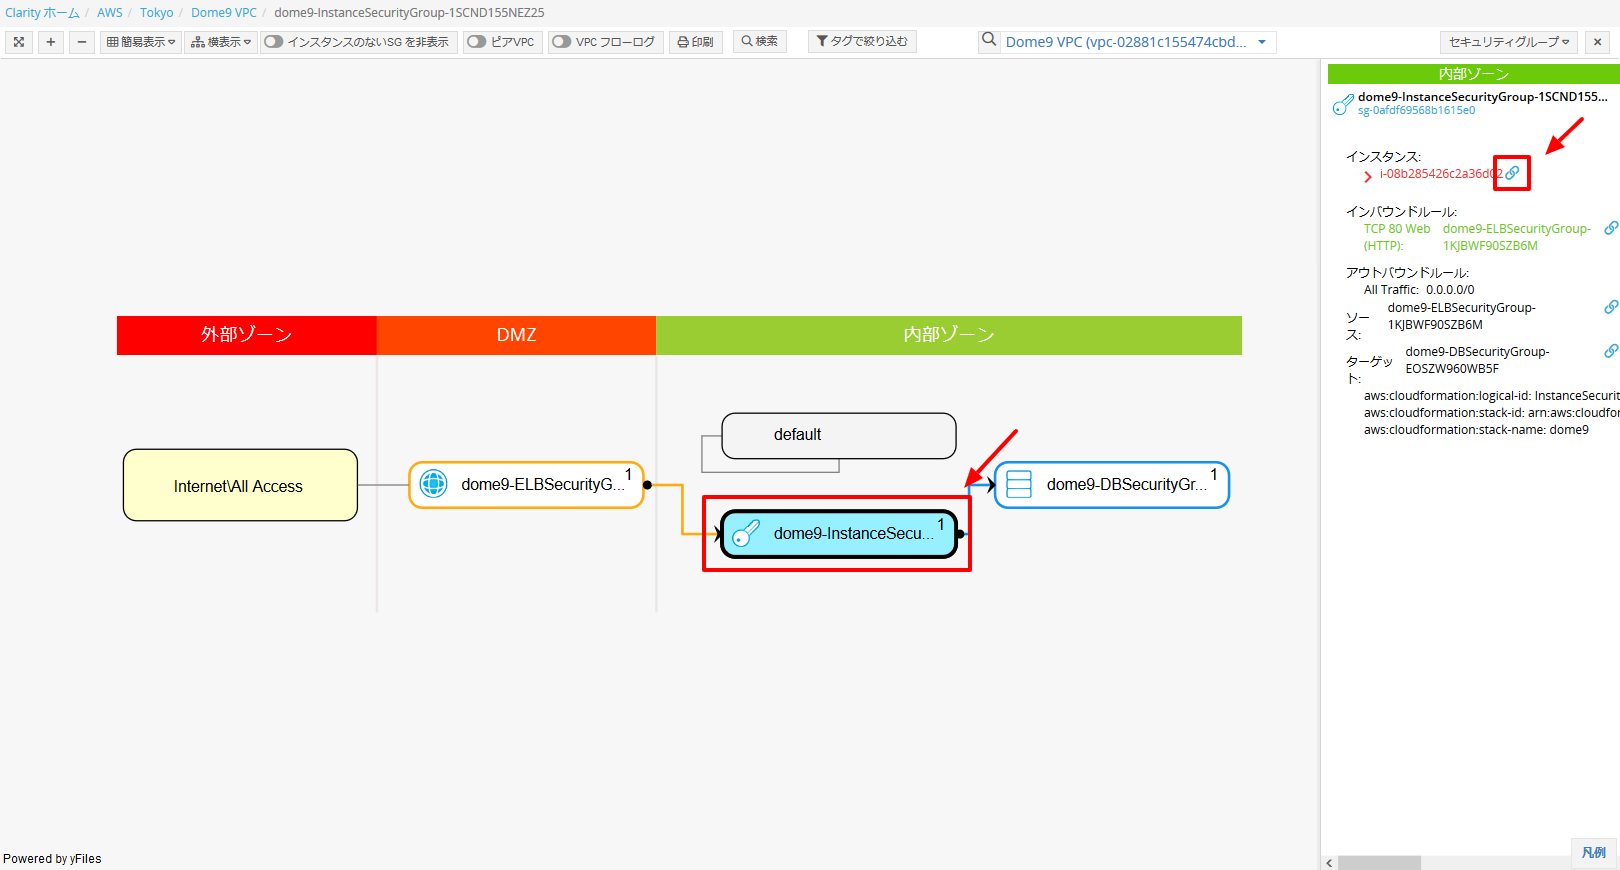 Clarity ホーム / AWS / Tokyo / Dome9 VPC / dome9-InstanceSecurityGroup-1SCND155NEZ25
簡易表示 横表示 インスタンスのないSG を非表示 ピアVPC VPC フローログ 印刷 検索 タグで絞り込む Dome9 VPC (vpc-02881c155474cbd... セキュリティグループ ×
内部ゾーン
dome9-InstanceSecurityGroup-1SCND155...
sg-0afdf69568b1615e0
インスタンス:
i-08b285426c2a36d02
インバウンドルール:
TCP 80 Web (HTTP): dome9-ELBSecurityGroup-1KJBWF90SZB6M
アウトバウンドルール:
All Traffic: 0.0.0.0/0
ソース: dome9-ELBSecurityGroup-1KJBWF90SZB6M
ターゲット: dome9-DBSecurityGroup-EOSZW960WB5F
aws:cloudformation:logical-id: InstanceSecurit
aws:cloudformation:stack-id: arn:aws:cloudfor
aws:cloudformation:stack-name: dome9
外部ゾーン DMZ 内部ゾーン
default
Internet\All Access
dome9-ELBSecurityG... 1
dome9-InstanceSecu... 1
dome9-DBSecurityGr... 1
Powered by yFiles
凡例